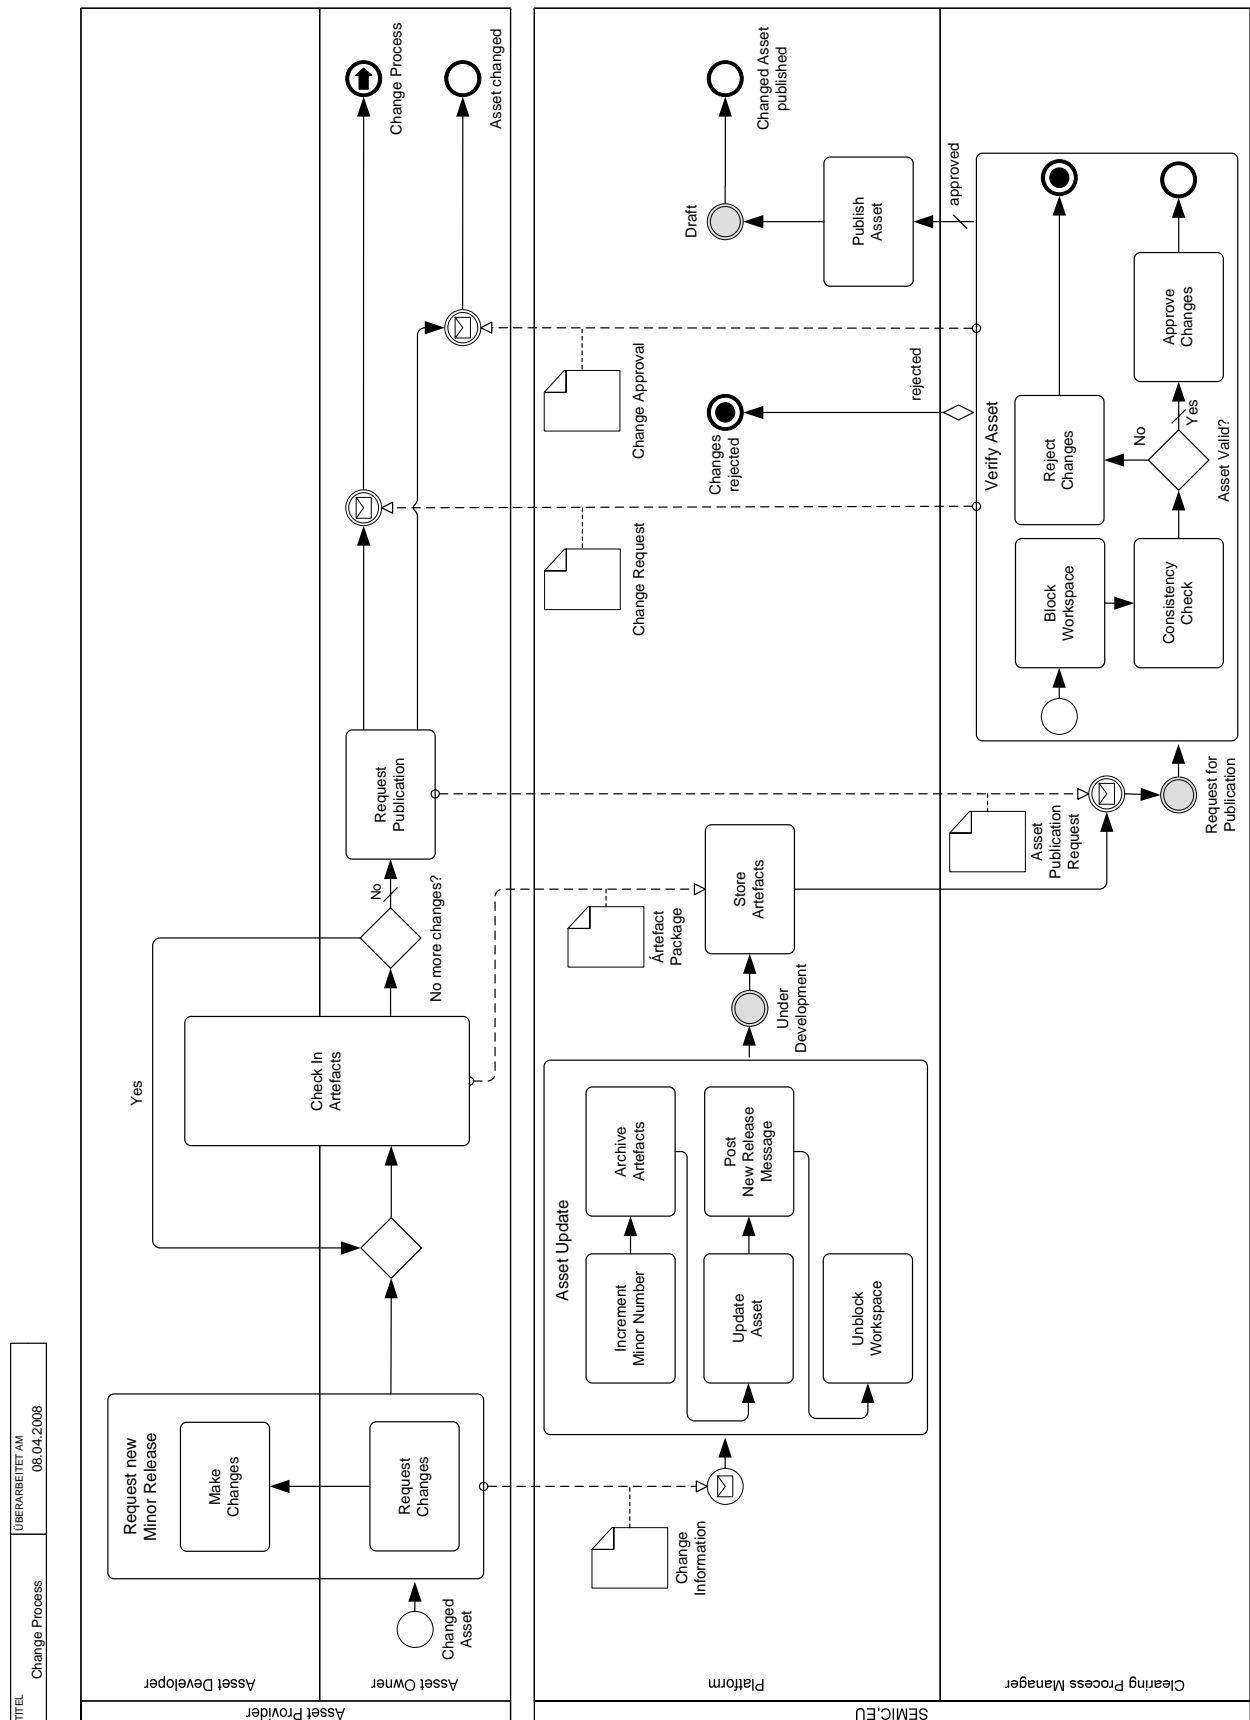 TITEL
Change Process
ÜBERARBEITET AM
08.04.2008
Asset Provider
Asset Developer
Asset Owner
Changed
Asset
Request new
Minor Release
Make
Changes
Request
Changes
Yes
Check In
Artefacts
No more changes?
No
Request
Publication
Change Process
Asset changed
SEMIC.EU
Platform
Clearing Process Manager
Change
Information
Asset Update
Increment
Minor Number
Archive
Artefacts
Update
Asset
Post
New Release
Message
Unblock
Workspace
Under
Development
Ártefact
Package
Store
Artefacts
Asset
Publication
Request
Request for
Publication
Change Request
Change Approval
Changes
rejected
rejected
Verify Asset
Block
Workspace
Consistency
Check
Asset Valid?
No
Yes
Reject
Changes
Approve
Changes
approved
Publish
Asset
Draft
Changed Asset
published